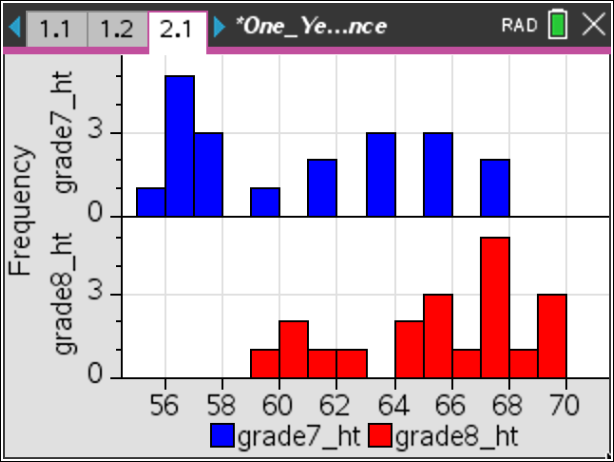 1.1 1.2 2.1 *One_Ye...nce RAD
Frequency
grade7_ht
3
0
grade8_ht
3
0
56 58 60 62 64 66 68 70
grade7_ht grade8_ht